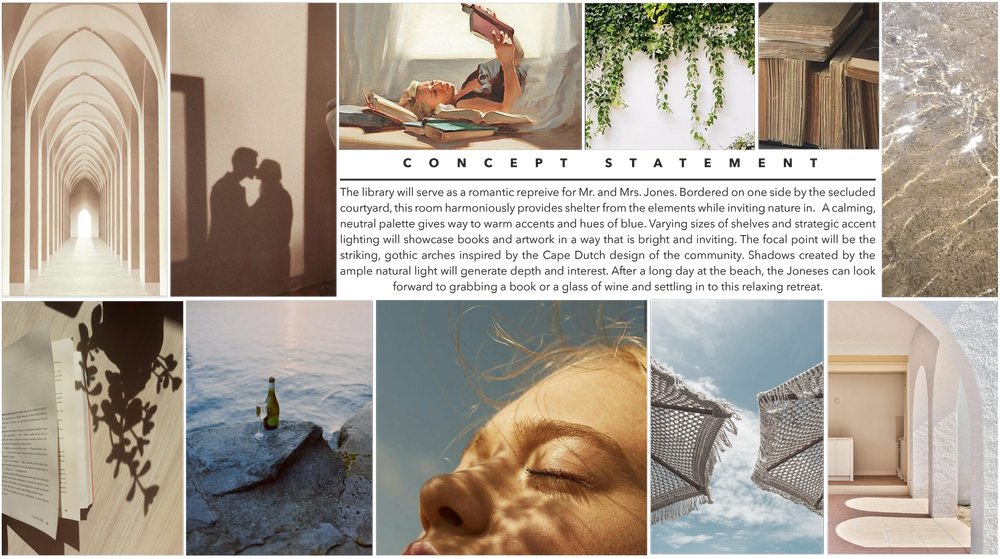 CONCEPT STATEMENT
The library will serve as a romantic repreive for Mr. and Mrs. Jones. Bordered on one side by the secluded
courtyard, this room harmoniously provides shelter from the elements while inviting nature in.  A calming,
neutral palette gives way to warm accents and hues of blue. Varying sizes of shelves and strategic accent
lighting will showcase books and artwork in a way that is bright and inviting. The focal point will be the
striking, gothic arches inspired by the Cape Dutch design of the community. Shadows created by the
ample natural light will generate depth and interest. After a long day at the beach, the Joneses can look
forward to grabbing a book or a glass of wine and settling in to this relaxing retreat.